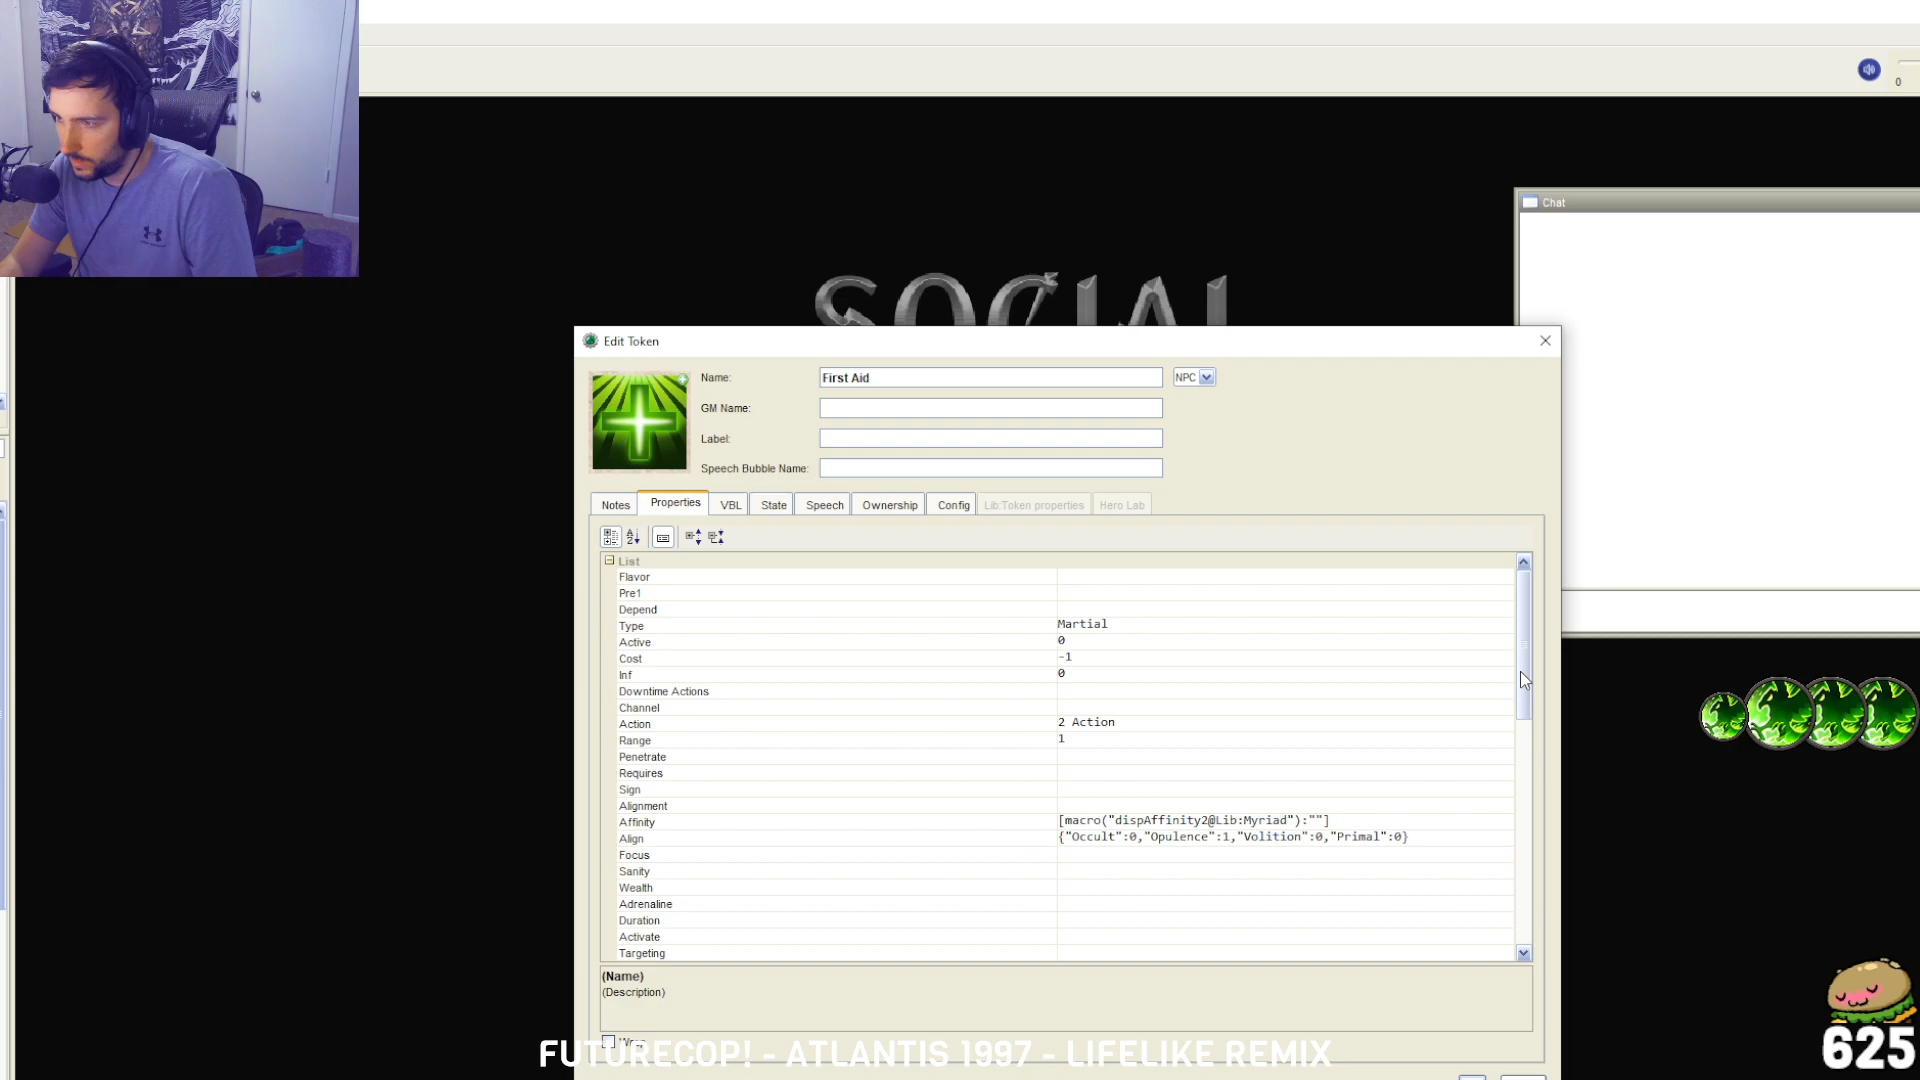 0
Chat
SOCIAL
Edit Token
Name:
First Aid
NPC
GM Name:
Label:
Speech Bubble Name:
Notes
Properties
VBL
State
Speech
Ownership
Config
Lib:Token properties
Hero Lab
List
Flavor
Pre1
Depend
Type Martial
Active 0
Cost -1
Inf 0
Downtime Actions
Channel
Action 2 Action
Range 1
Penetrate
Requires
Sign
Alignment
Affinity [macro("dispAffinity2@Lib:Myriad"):""]
Align {"Occult":0,"Opulence":1,"Volition":0,"Primal":0}
Focus
Sanity
Wealth
Adrenaline
Duration
Activate
Targeting
(Name)
(Description)
FUTURECOP! - ATLANTIS 1997 - LIFELIKE REMIX
625